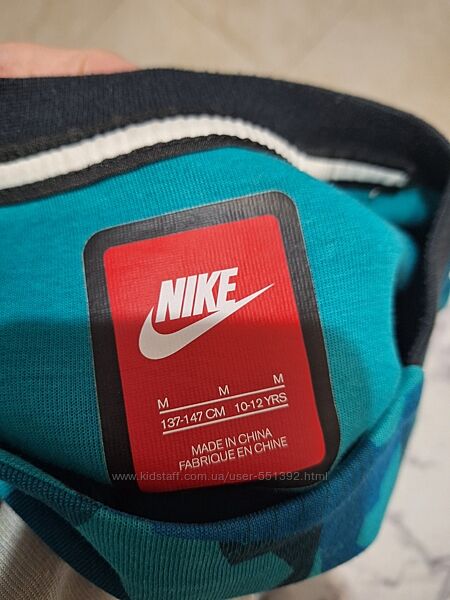 NIKE
M M M
137-147 CM 10-12 YRS
MADE IN CHINA
FABRIQUE EN CHINE
www.kidstaff.com.ua/user-551392.html